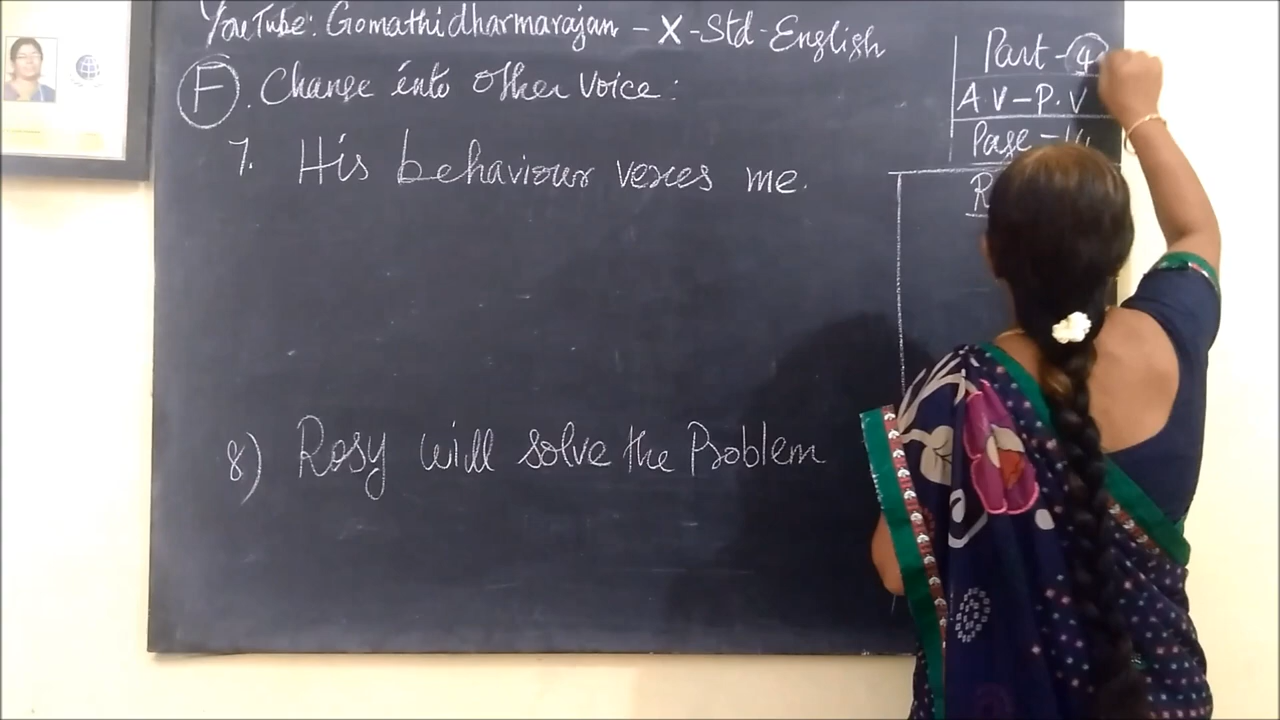 YouTube: Gomathidharmarajan - X - Std - English
F. Change into other voice:
7. His behaviour vexes me.
8) Rosy will solve the Problem
Part - 4
A.V - P.V
Page -